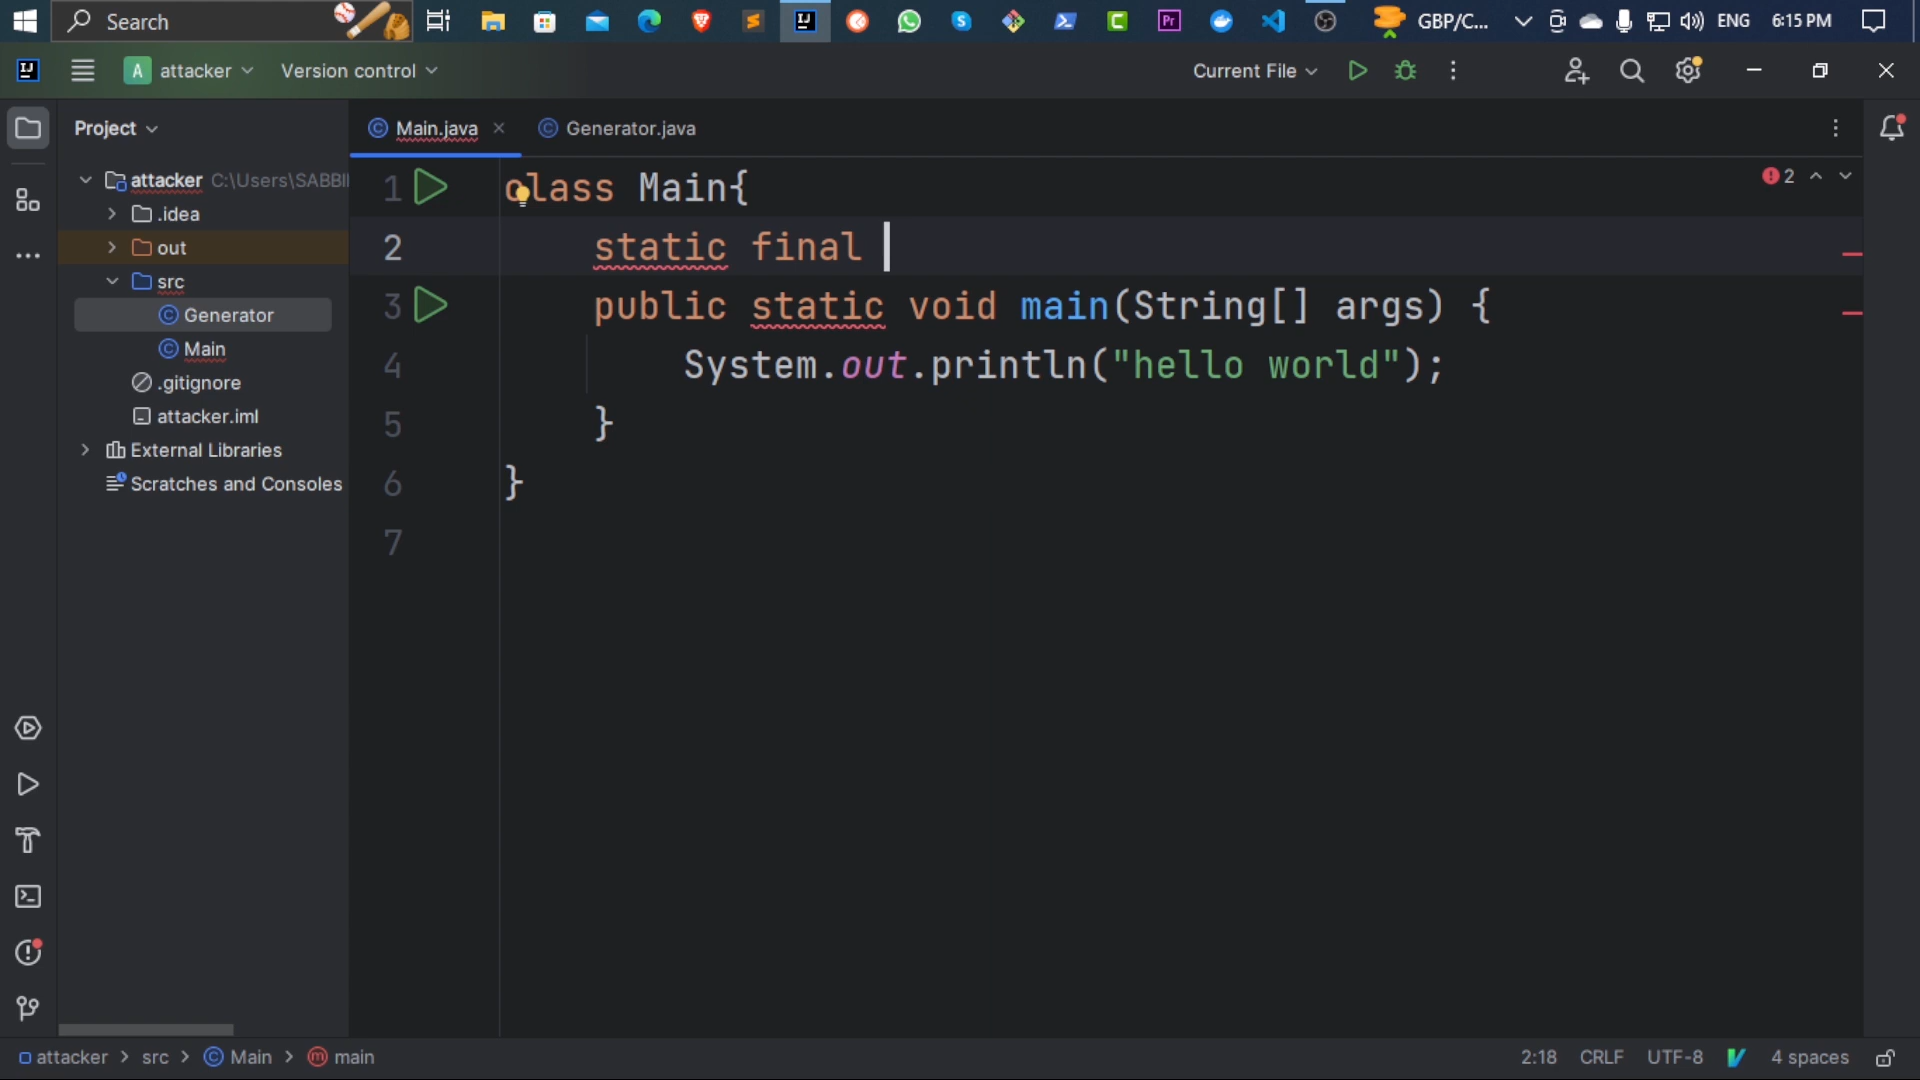 Search
GBP/C...
ENG
6:15 PM
A attacker
Version control
Current File
Project
Main.java
Generator.java
attacker C:\Users\SABBI
.idea
out
src
Generator
Main
.gitignore
attacker.iml
External Libraries
Scratches and Consoles
2
1 class Main{
2 static final
3 public static void main(String[] args) {
4 System.out.println("hello world");
5 }
6 }
7
attacker > src > Main > main
2:18 CRLF UTF-8 4 spaces